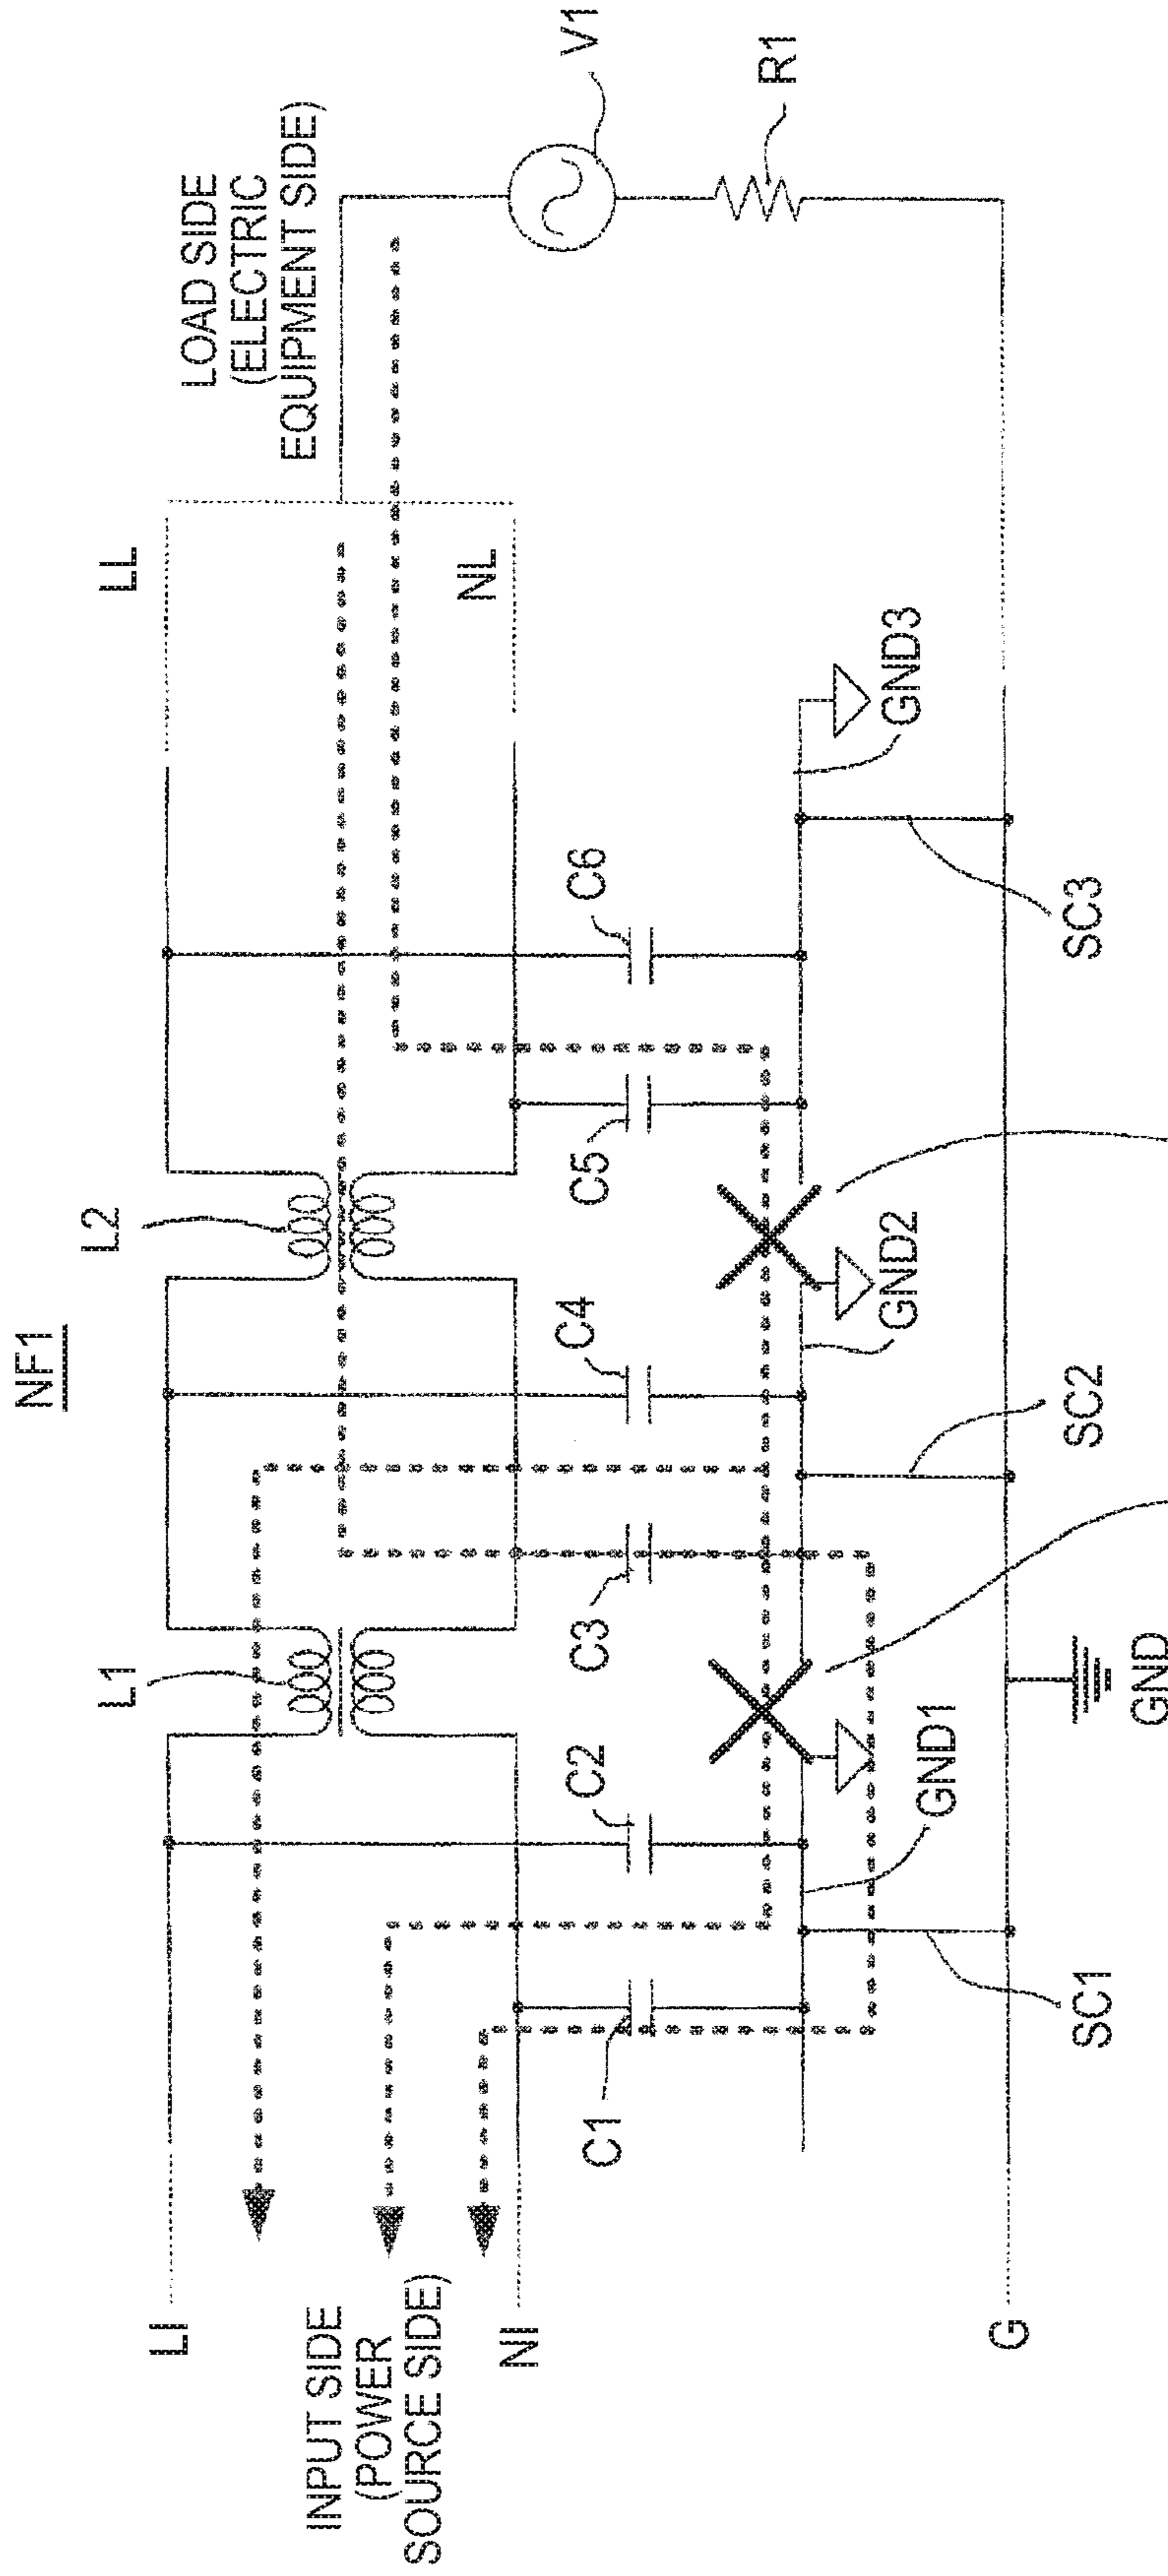 NF1
L1
L2
LL
LOAD SIDE
(ELECTRIC
EQUIPMENT SIDE)
V1
R1
NL
LI
INPUT SIDE
(POWER
SOURCE SIDE)
NI
C1
C2
C3
C4
C5
C6
GND1
GND2
GND3
SC1
SC2
SC3
G
GND